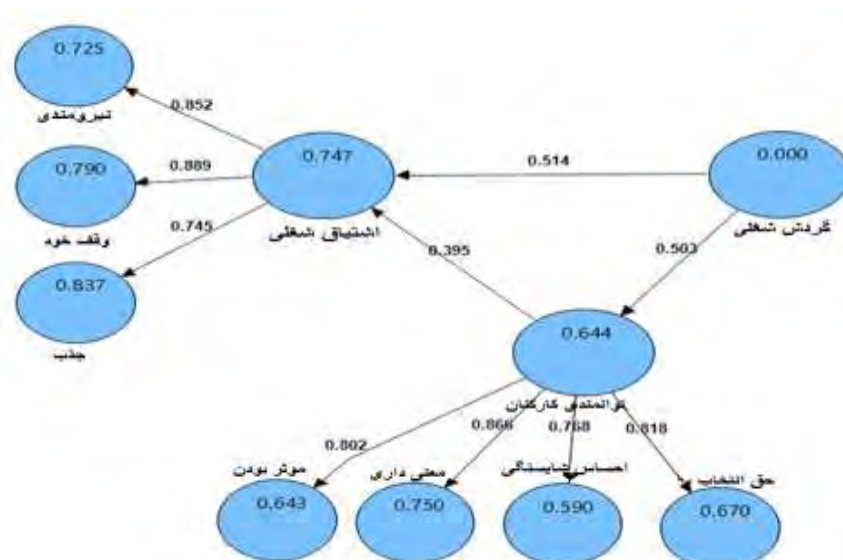 0.725
نیرومندی
0.852
0.790
وقف خود
0.889
0.747
اشتیاق شغلی
0.514
0.000
گردش شغلی
0.745
0.837
جذب
0.395
0.503
0.644
توانمندی کارکنان
0.802
0.866
0.768
0.818
موثر بودن
معنی داری
احساس شایستگی
حق انتخاب
0.643
0.750
0.590
0.670